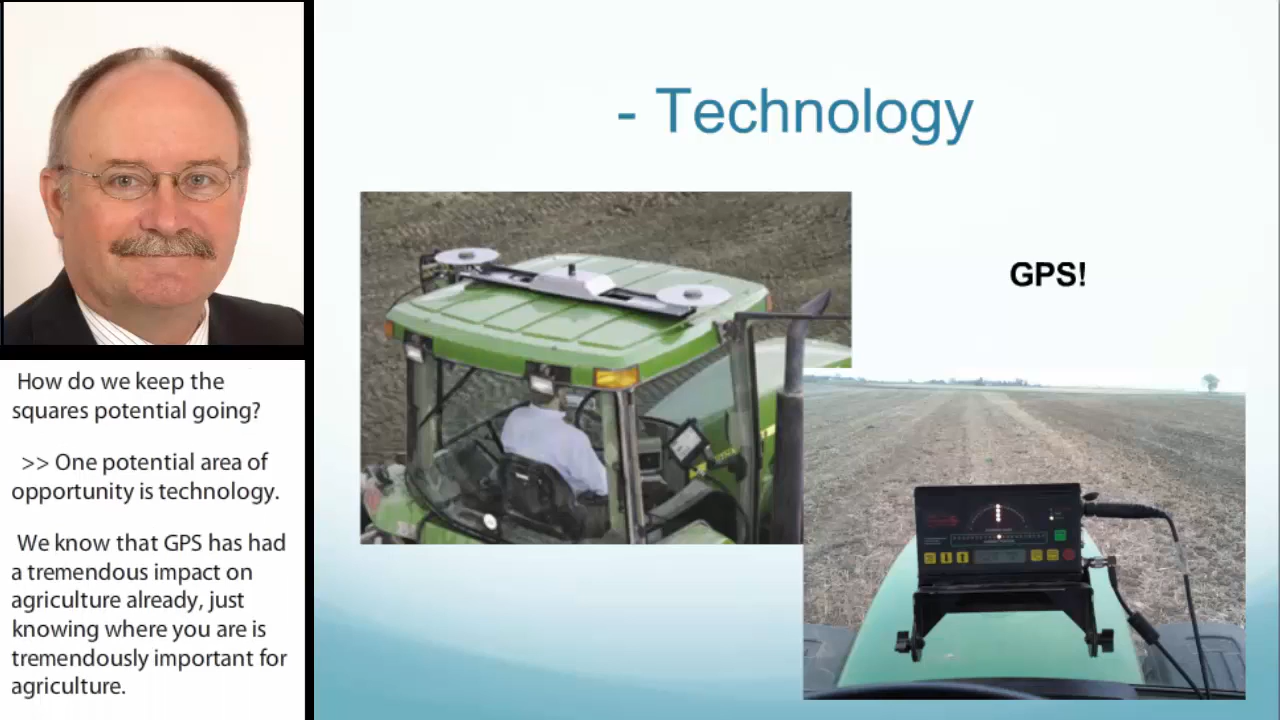 - Technology
GPS!
How do we keep the
squares potential going?
>> One potential area of
opportunity is technology.
We know that GPS has had
a tremendous impact on
agriculture already, just
knowing where you are is
tremendously important for
agriculture.